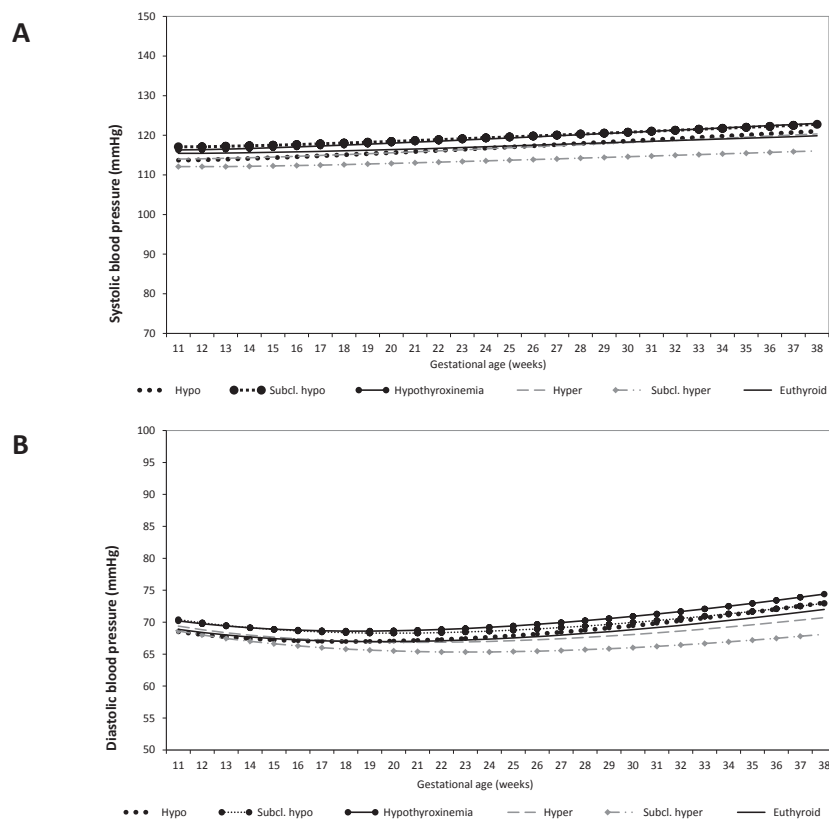 A
150
140
130
120
110
100
90
80
70
Systolic blood pressure (mmHg)
11 12 13 14 15 16 17 18 19 20 21 22 23 24 25 26 27 28 29 30 31 32 33 34 35 36 37 38
Gestational age (weeks)
Hypo Subcl. hypo Hypothyroxinemia Hyper Subcl. hyper Euthyroid
B
100
95
90
85
80
75
70
65
60
55
50
Diastolic blood pressure (mmHg)
11 12 13 14 15 16 17 18 19 20 21 22 23 24 25 26 27 28 29 30 31 32 33 34 35 36 37 38
Gestational age (weeks)
Hypo Subcl. hypo Hypothyroxinemia Hyper Subcl. hyper Euthyroid